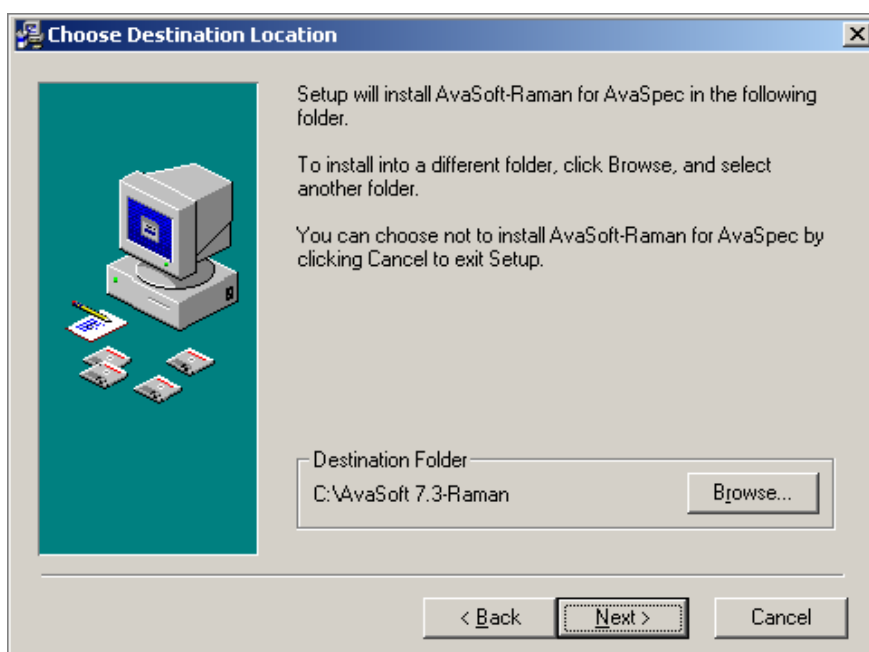 Choose Destination Location
Setup will install AvaSoft-Raman for AvaSpec in the following
folder.
To install into a different folder, click Browse, and select
another folder.
You can choose not to install AvaSoft-Raman for AvaSpec by
clicking Cancel to exit Setup.
Destination Folder
C:\AvaSoft 7.3-Raman
Browse...
< Back
Next >
Cancel